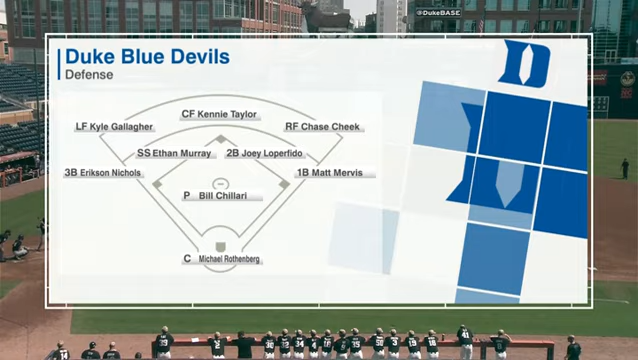 @DukeBASE
Duke Blue Devils
Defense
CF Kennie Taylor
LF Kyle Gallagher
RF Chase Cheek
SS Ethan Murray
2B Joey Loperfido
3B Erikson Nichols
1B Matt Mervis
P Bill Chillari
C Michael Rothenberg
D